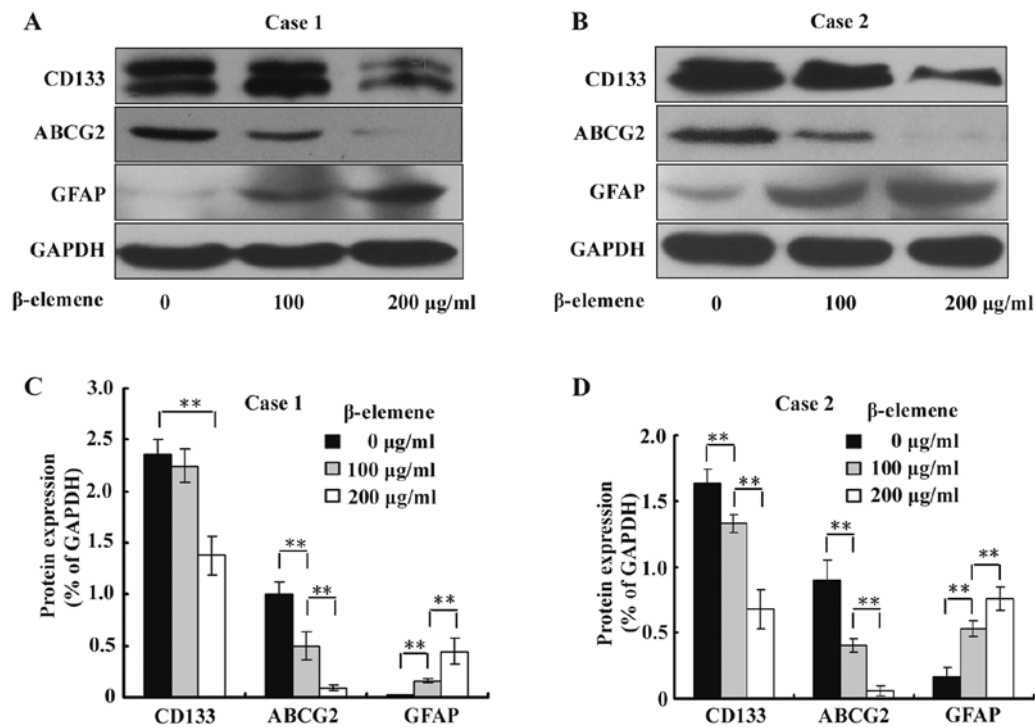 A
Case 1
CD133
ABCG2
GFAP
GAPDH
β-elemene 0 100 200 μg/ml
B
Case 2
CD133
ABCG2
GFAP
GAPDH
β-elemene 0 100 200 μg/ml
C
Case 1
β-elemene
0 μg/ml
100 μg/ml
200 μg/ml
Protein expression
(% of GAPDH)
3.0
2.5
2.0
1.5
1.0
0.5
0
**
**
**
**
**
CD133 ABCG2 GFAP
D
Case 2
β-elemene
0 μg/ml
100 μg/ml
200 μg/ml
Protein expression
(% of GAPDH)
2.0
1.5
1.0
0.5
0
**
**
**
**
**
**
CD133 ABCG2 GFAP